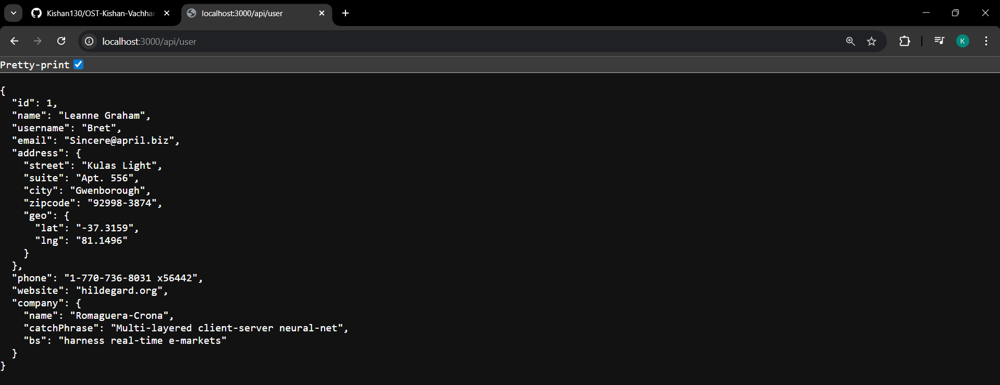 Kishan130/OST-Kishan-Vachhar
localhost:3000/api/user
localhost:3000/api/user
K
Pretty-print
{
  "id": 1,
  "name": "Leanne Graham",
  "username": "Bret",
  "email": "Sincere@april.biz",
  "address": {
    "street": "Kulas Light",
    "suite": "Apt. 556",
    "city": "Gwenborough",
    "zipcode": "92998-3874",
    "geo": {
      "lat": "-37.3159",
      "lng": "81.1496"
    }
  },
  "phone": "1-770-736-8031 x56442",
  "website": "hildegard.org",
  "company": {
    "name": "Romaguera-Crona",
    "catchPhrase": "Multi-layered client-server neural-net",
    "bs": "harness real-time e-markets"
  }
}